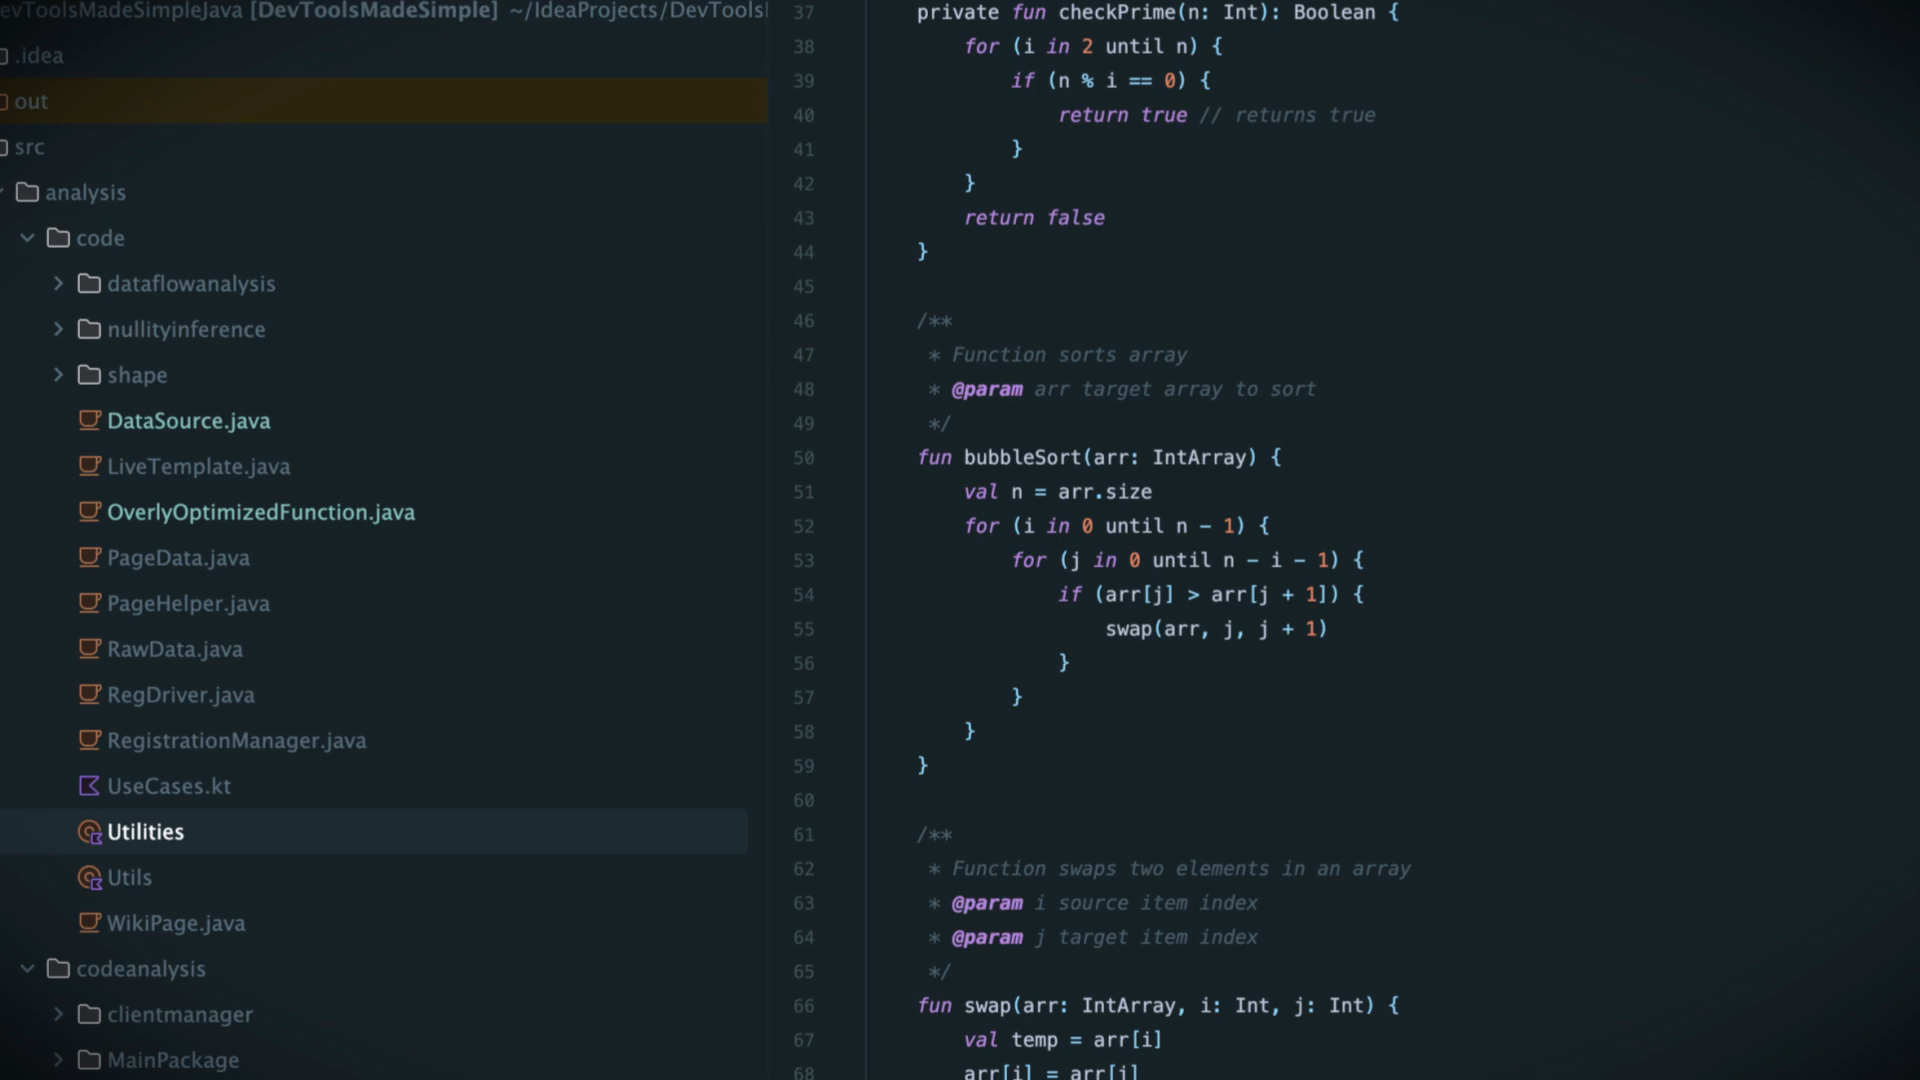 evToolsMadeSimpleJava [DevToolsMadeSimple] ~/IdeaProjects/DevTools
.idea
out
src
analysis
code
dataflowanalysis
nullityinference
shape
DataSource.java
LiveTemplate.java
OverlyOptimizedFunction.java
PageData.java
PageHelper.java
RawData.java
RegDriver.java
RegistrationManager.java
UseCases.kt
Utilities
Utils
WikiPage.java
codeanalysis
clientmanager
MainPackage
37 private fun checkPrime(n: Int): Boolean {
38 for (i in 2 until n) {
39 if (n % i == 0) {
40 return true // returns true
41 }
42 }
43 return false
44 }
45
46 /**
47 * Function sorts array
48 * @param arr target array to sort
49 */
50 fun bubbleSort(arr: IntArray) {
51 val n = arr.size
52 for (i in 0 until n - 1) {
53 for (j in 0 until n - i - 1) {
54 if (arr[j] > arr[j + 1]) {
55 swap(arr, j, j + 1)
56 }
57 }
58 }
59 }
60
61 /**
62 * Function swaps two elements in an array
63 * @param i source item index
64 * @param j target item index
65 */
66 fun swap(arr: IntArray, i: Int, j: Int) {
67 val temp = arr[i]
68 arr[i] = arr[j]